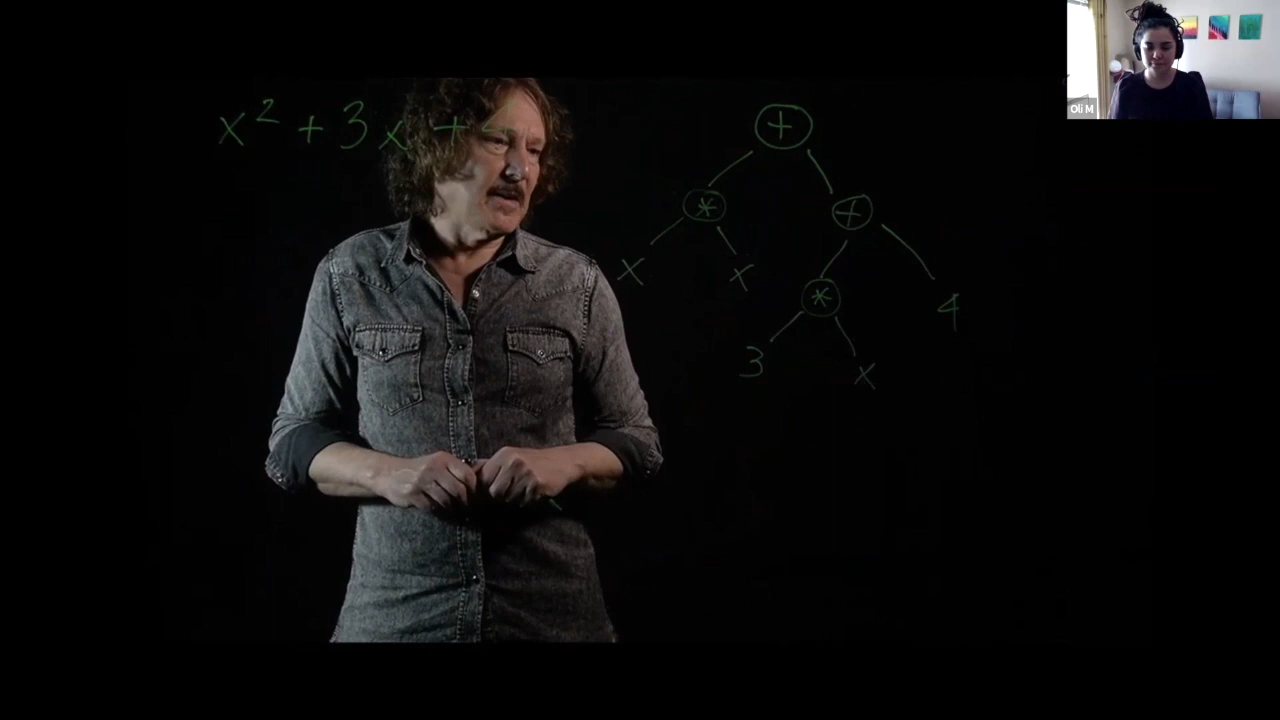 x² + 3x +
+
* +
x x * 4
3 x
Oli M